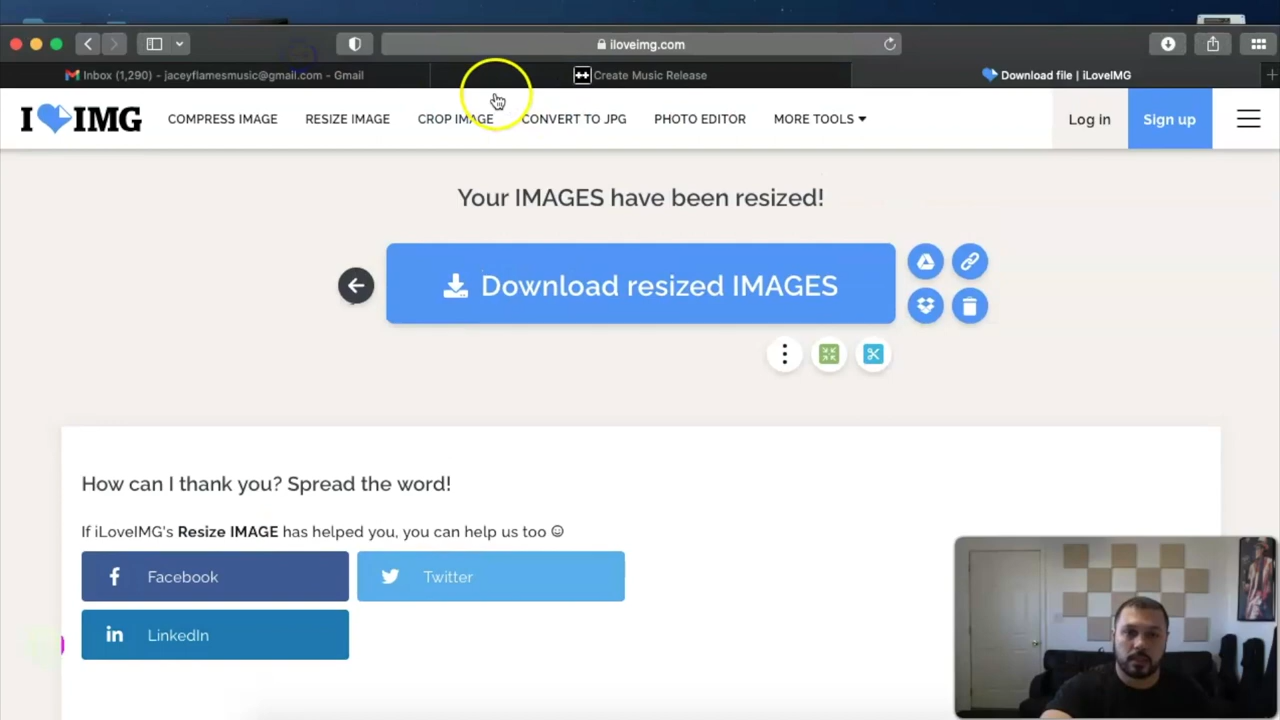 iloveimg.com
Inbox (1,290) - jaceyflamesmusic@gmail.com - Gmail
Create Music Release
Download file | iLoveIMG
I IMG
COMPRESS IMAGE
RESIZE IMAGE
CROP IMAGE
CONVERT TO JPG
PHOTO EDITOR
MORE TOOLS
Log in
Sign up
Your IMAGES have been resized!
Download resized IMAGES
How can I thank you? Spread the word!
If iLoveIMG's Resize IMAGE has helped you, you can help us too
Facebook
Twitter
LinkedIn